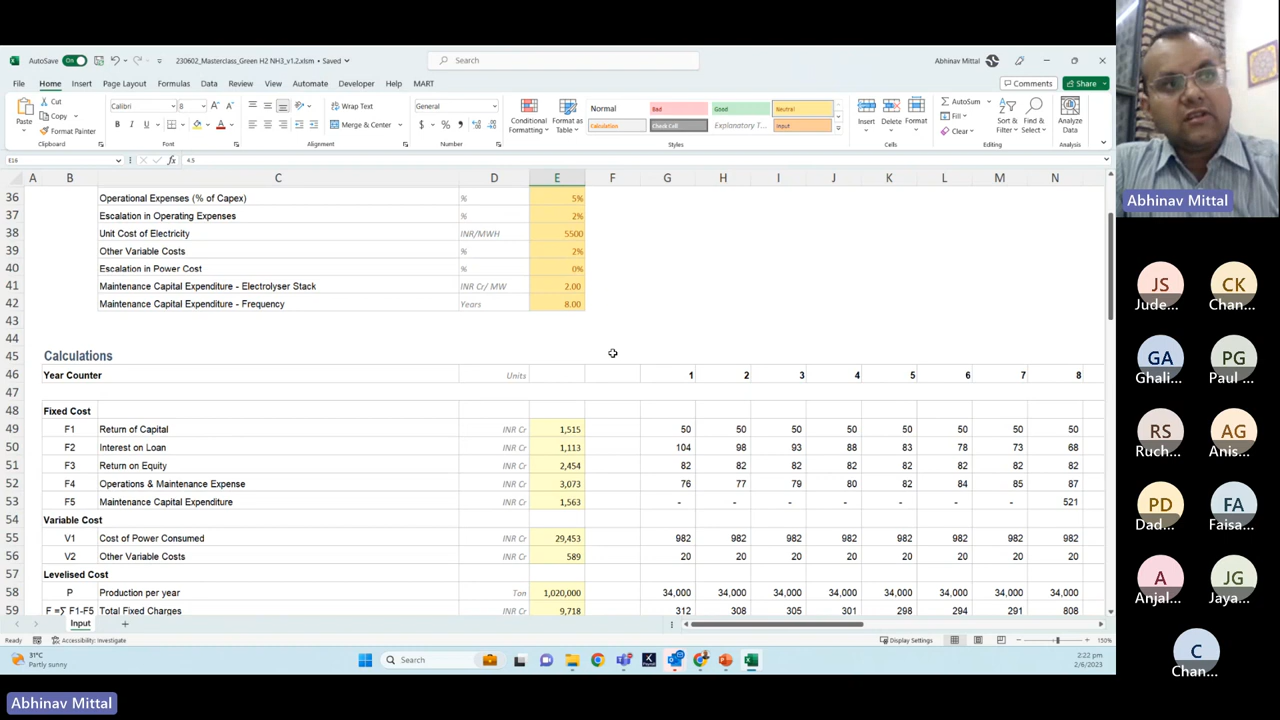 AutoSave On 230602_Masterclass_Green H2 NH3_v1.2.xlsm • Saved Search Abhinav Mittal
File Home Insert Page Layout Formulas Data Review View Automate Developer Help MART Comments Share
Paste Cut Copy Format Painter Clipboard
Calibri 8 Font
Wrap Text Merge & Center Alignment
General Number
Conditional Formatting Format as Table Normal Bad Good Neutral Calculation Check Cell Explanatory T... Input Styles
Insert Delete Format Cells
AutoSum Fill Clear Sort & Filter Find & Select Editing
Analyze Data Analysis
E16 fx 4.5
A B C D E F G H I J K L M N
36 Operational Expenses (% of Capex) % 5%
37 Escalation in Operating Expenses % 2%
38 Unit Cost of Electricity INR/MWH 5500
39 Other Variable Costs % 2%
40 Escalation in Power Cost % 0%
41 Maintenance Capital Expenditure - Electrolyser Stack INR Cr/ MW 2.00
42 Maintenance Capital Expenditure - Frequency Years 8.00
43
44
45 Calculations
46 Year Counter Units 1 2 3 4 5 6 7 8
47
48 Fixed Cost
49 F1 Return of Capital INR Cr 1,515 50 50 50 50 50 50 50 50
50 F2 Interest on Loan INR Cr 1,113 104 98 93 88 83 78 73 68
51 F3 Return on Equity INR Cr 2,454 82 82 82 82 82 82 82 82
52 F4 Operations & Maintenance Expense INR Cr 3,073 76 77 79 80 82 84 85 87
53 F5 Maintenance Capital Expenditure INR Cr 1,563 - - - - - - - 521
54 Variable Cost
55 V1 Cost of Power Consumed INR Cr 29,453 982 982 982 982 982 982 982 982
56 V2 Other Variable Costs INR Cr 589 20 20 20 20 20 20 20 20
57 Levelised Cost
58 P Production per year Ton 1,020,000 34,000 34,000 34,000 34,000 34,000 34,000 34,000 34,000
59 F =∑ F1-F5 Total Fixed Charges INR Cr 9,718 312 308 305 301 298 294 291 808
Input
Ready Accessibility: Investigate Display Settings 150%
31°C
Partly sunny
Search
2:22 pm
2/6/2023
Abhinav Mittal
Abhinav Mittal
JS CK
Jude... Chan...
GA PG
Ghali... Paul ...
RS AG
Ruch... Anis...
PD FA
Dad... Faisa...
A JG
Anjal... Jaya...
C
Chan...